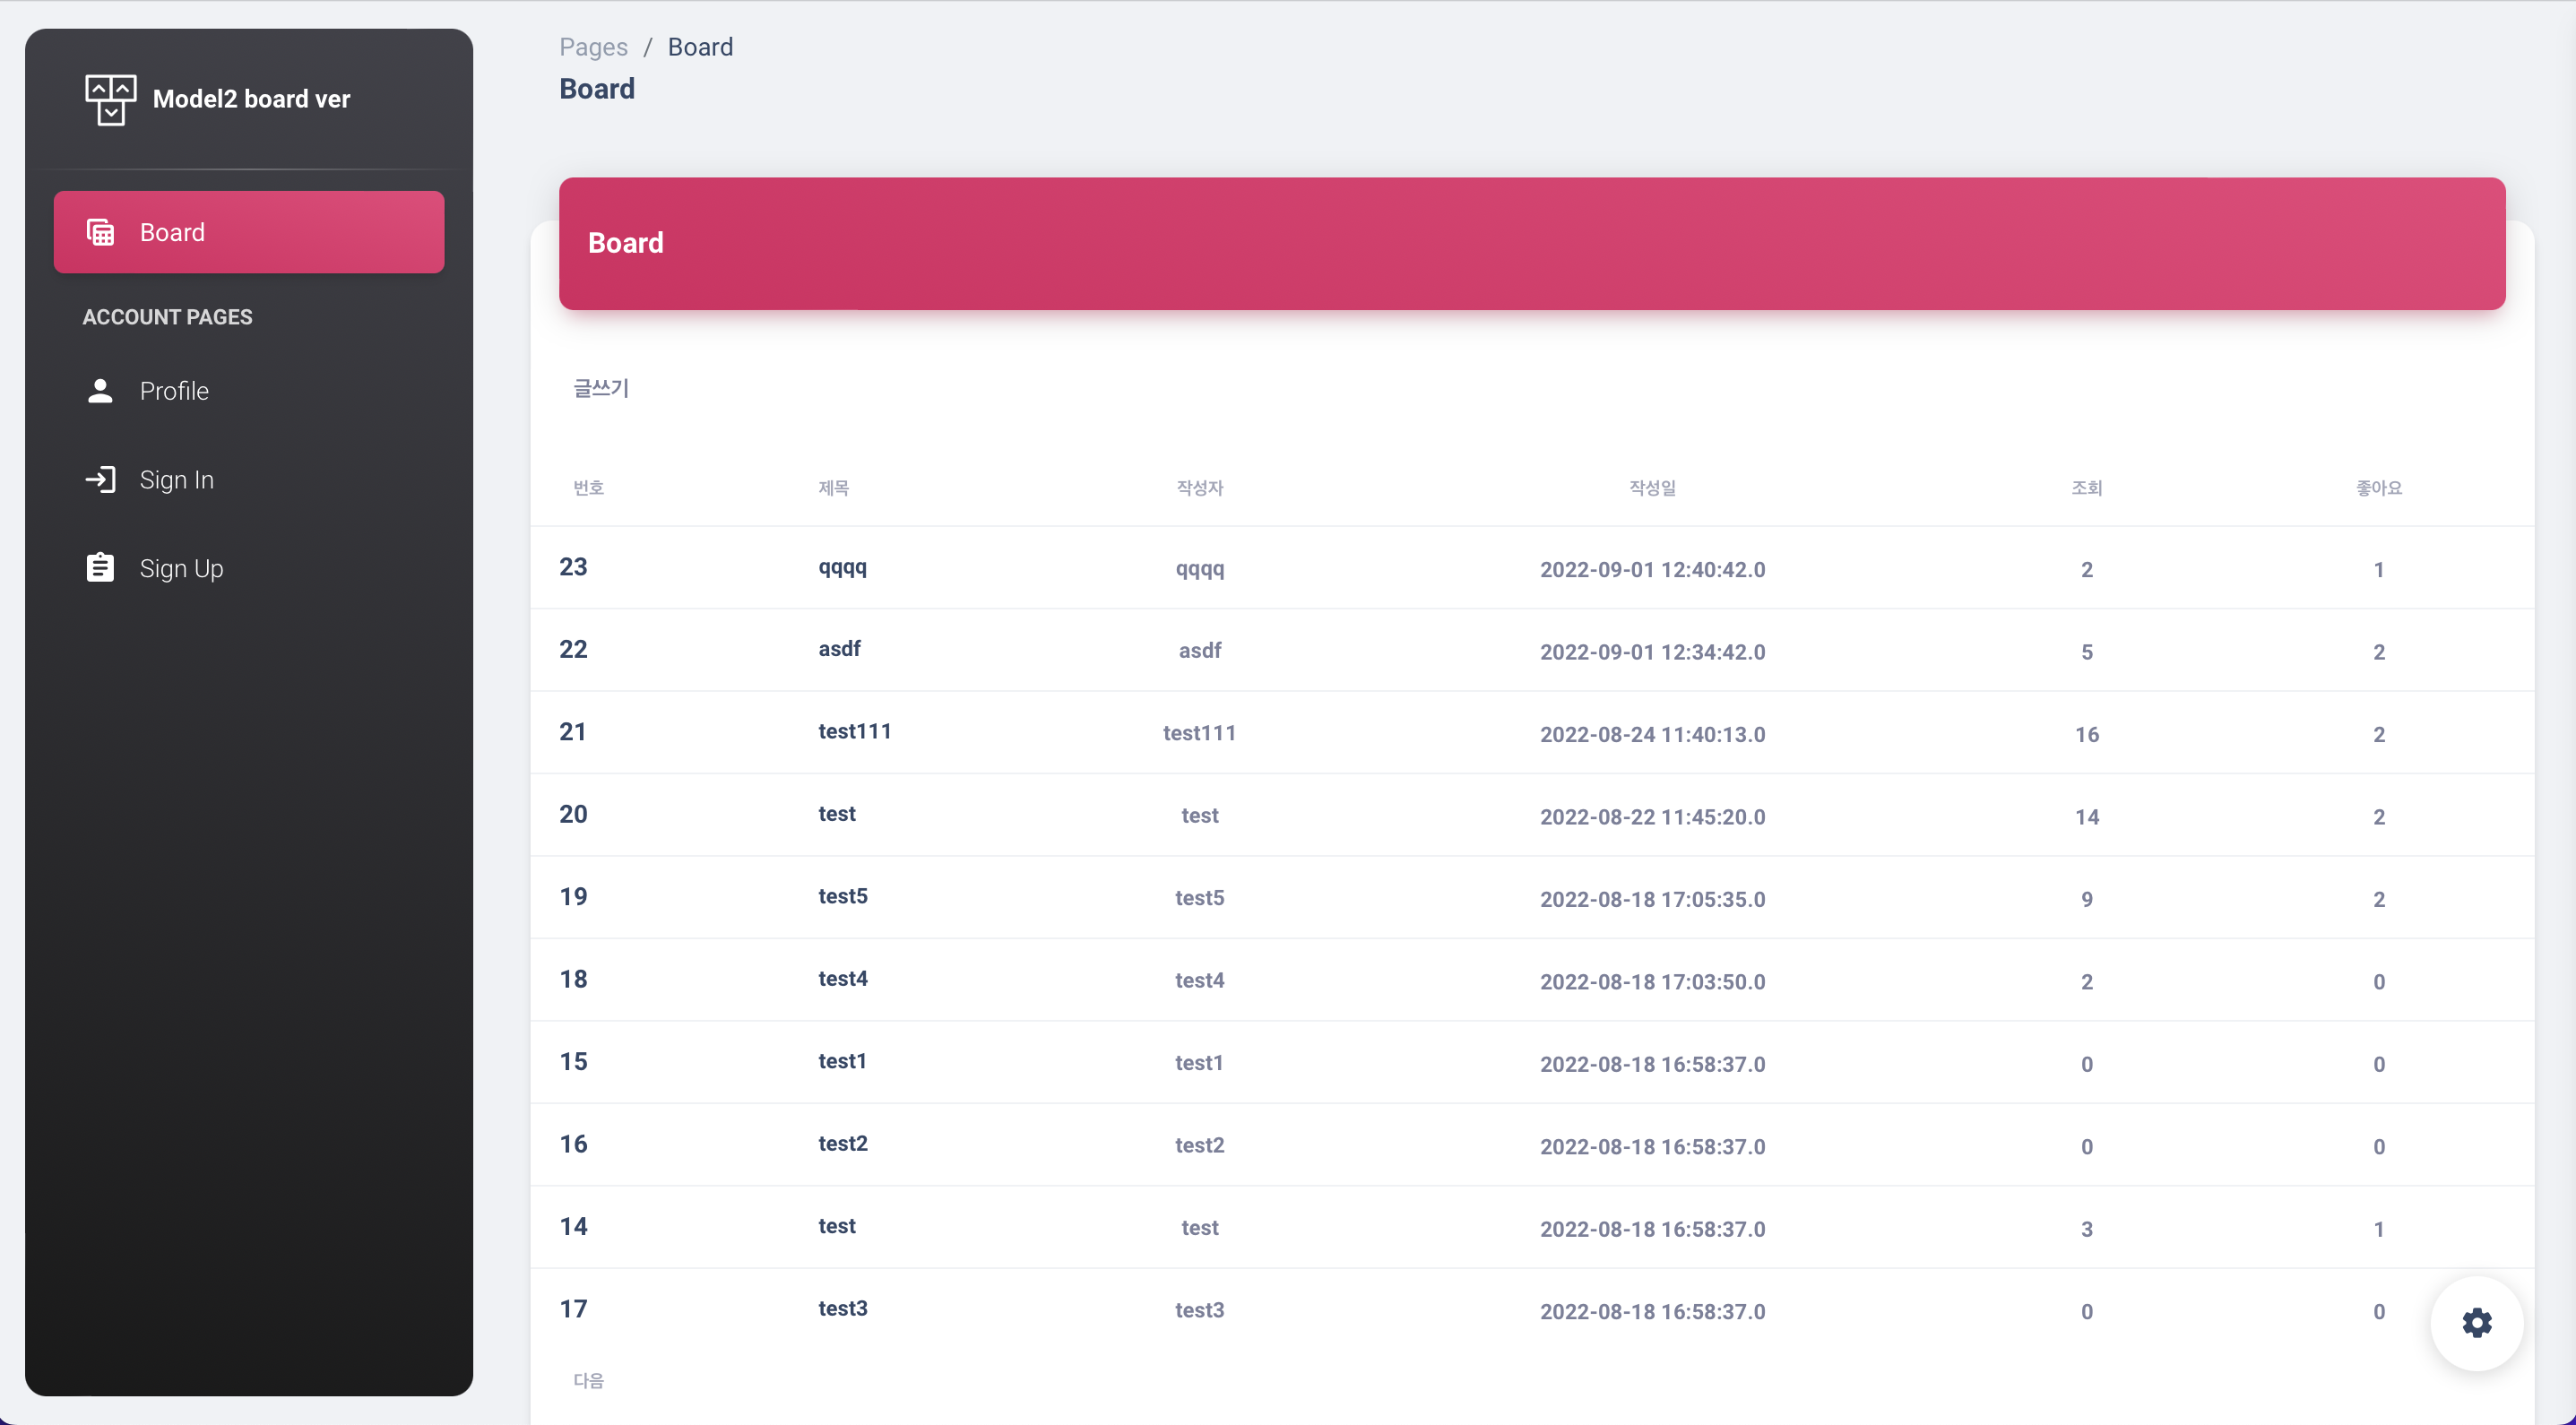 Model2 board ver
Board
ACCOUNT PAGES
Profile
Sign In
Sign Up
Pages / Board
Board
Board
글쓰기
번호 제목 작성자 작성일 조회 좋아요
23 qqqq qqqq 2022-09-01 12:40:42.0 2 1
22 asdf asdf 2022-09-01 12:34:42.0 5 2
21 test111 test111 2022-08-24 11:40:13.0 16 2
20 test test 2022-08-22 11:45:20.0 14 2
19 test5 test5 2022-08-18 17:05:35.0 9 2
18 test4 test4 2022-08-18 17:03:50.0 2 0
15 test1 test1 2022-08-18 16:58:37.0 0 0
16 test2 test2 2022-08-18 16:58:37.0 0 0
14 test test 2022-08-18 16:58:37.0 3 1
17 test3 test3 2022-08-18 16:58:37.0 0 0
다음